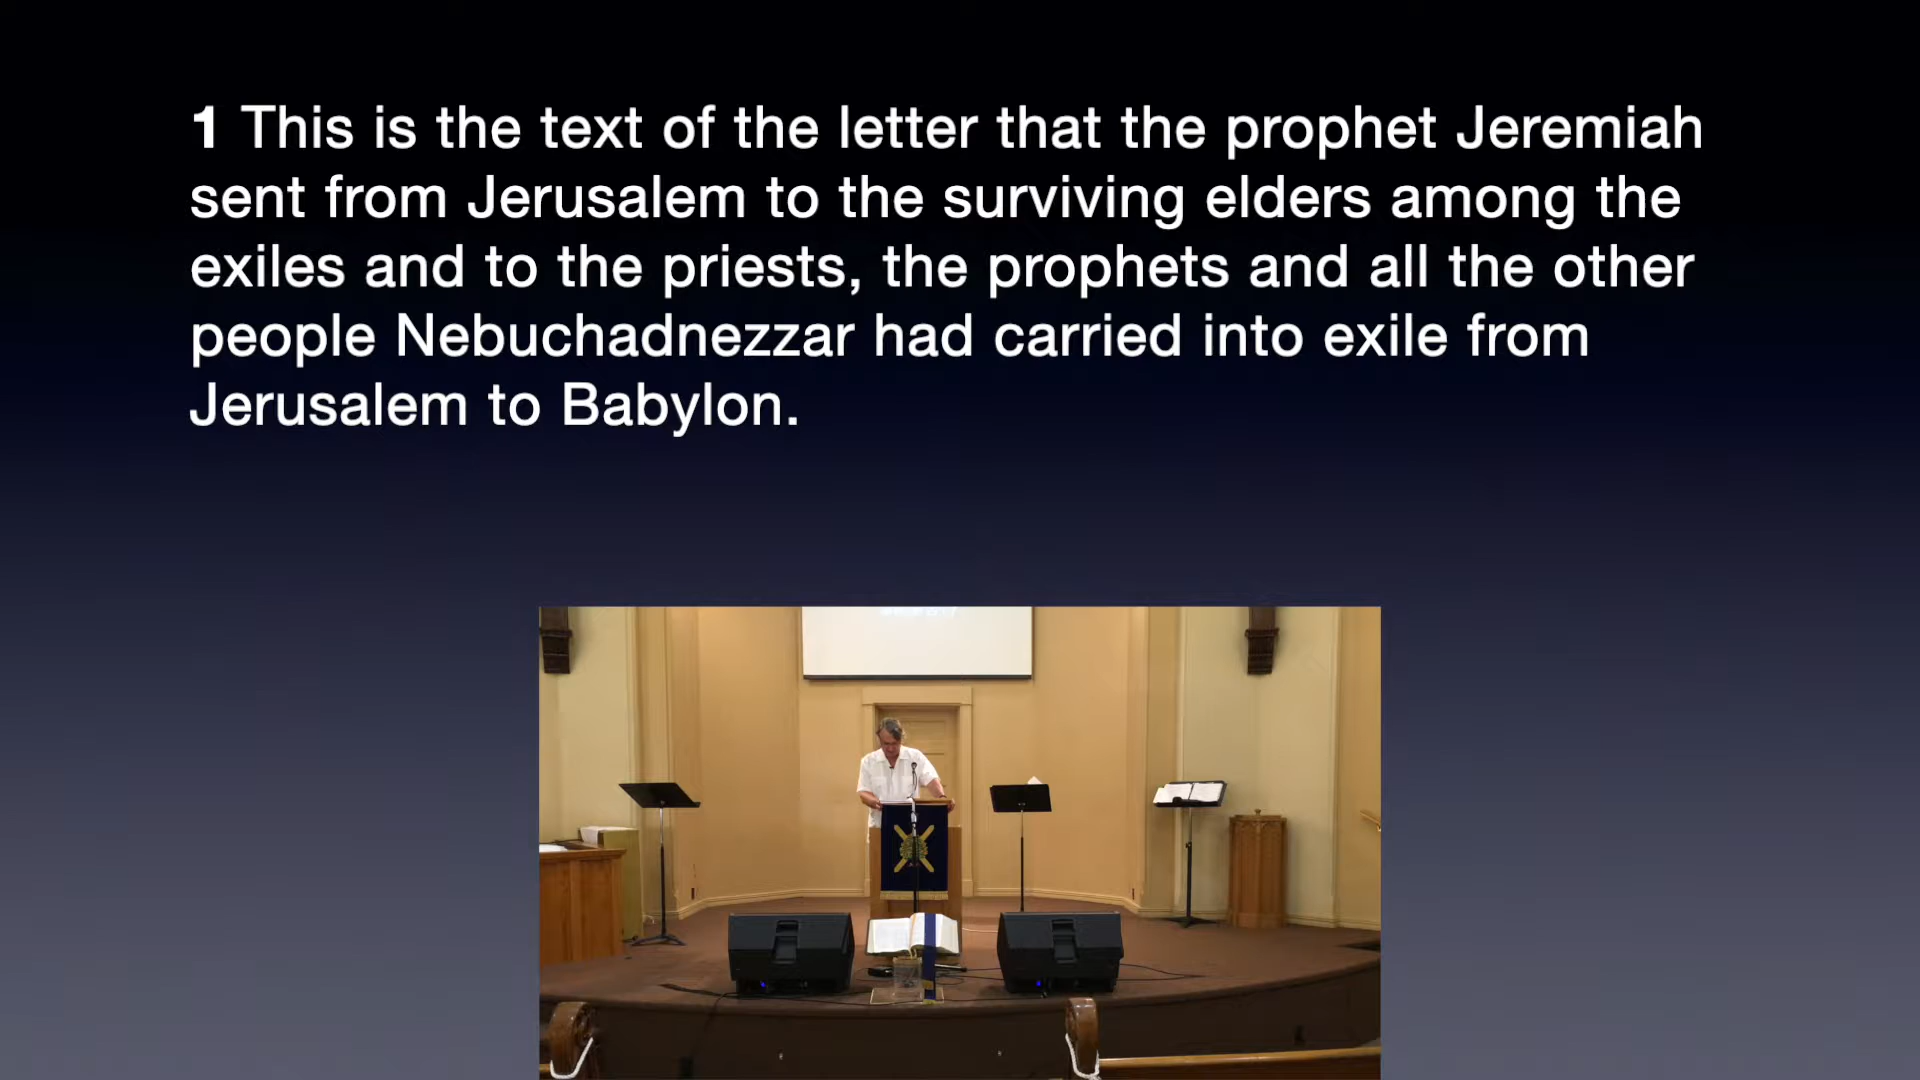 1 This is the text of the letter that the prophet Jeremiah
sent from Jerusalem to the surviving elders among the
exiles and to the priests, the prophets and all the other
people Nebuchadnezzar had carried into exile from
Jerusalem to Babylon.